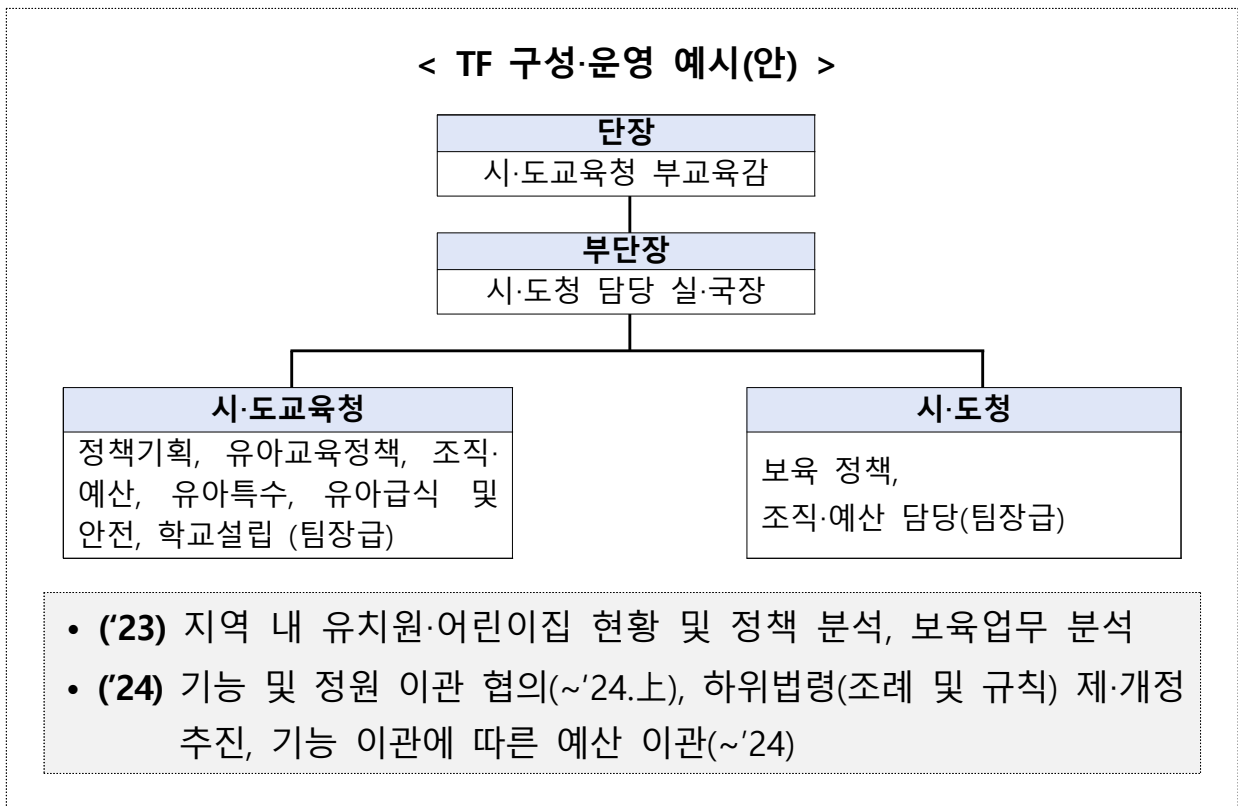 < TF 구성·운영 예시(안) >
단장
시·도교육청 부교육감
부단장
시·도청 담당 실·국장
시·도교육청
정책기획, 유아교육정책, 조직·
예산, 유아특수, 유아급식 및
안전, 학교설립 (팀장급)
시·도청
보육 정책,
조직·예산 담당(팀장급)
• (‘23) 지역 내 유치원·어린이집 현황 및 정책 분석, 보육업무 분석
• (’24) 기능 및 정원 이관 협의(~’24.上), 하위법령(조례 및 규칙) 제·개정
추진, 기능 이관에 따른 예산 이관(~’24)